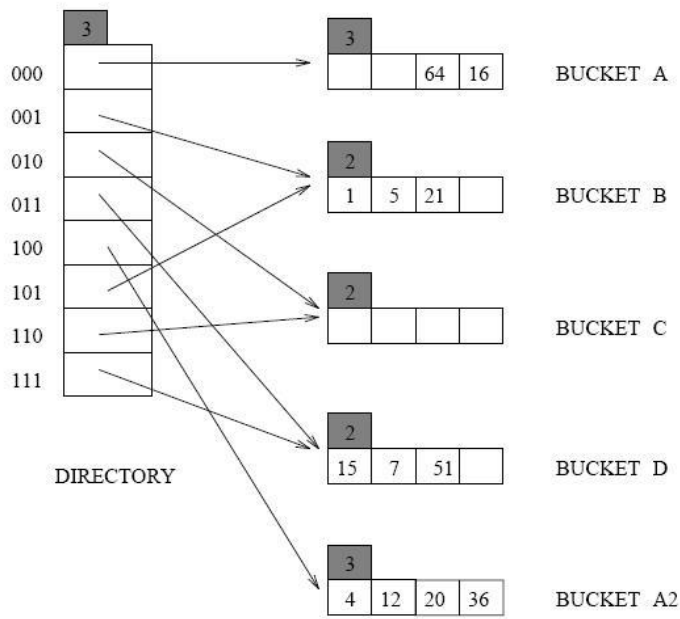 3
000
001
010
011
100
101
110
111
DIRECTORY
3
64 16 BUCKET A
2
1 5 21 BUCKET B
2
BUCKET C
2
15 7 51 BUCKET D
3
4 12 20 36 BUCKET A2